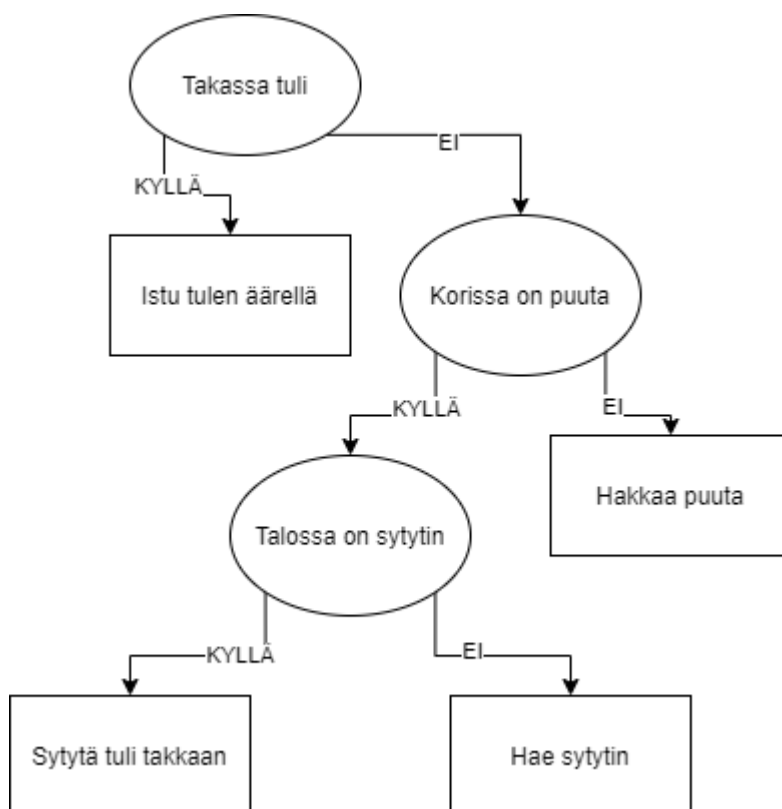 Takassa tuli
EI
KYLLÄ
Istu tulen äärellä
Korissa on puuta
KYLLÄ
EI
Hakkaa puuta
Talossa on sytytin
KYLLÄ
EI
Sytytä tuli takkaan
Hae sytytin